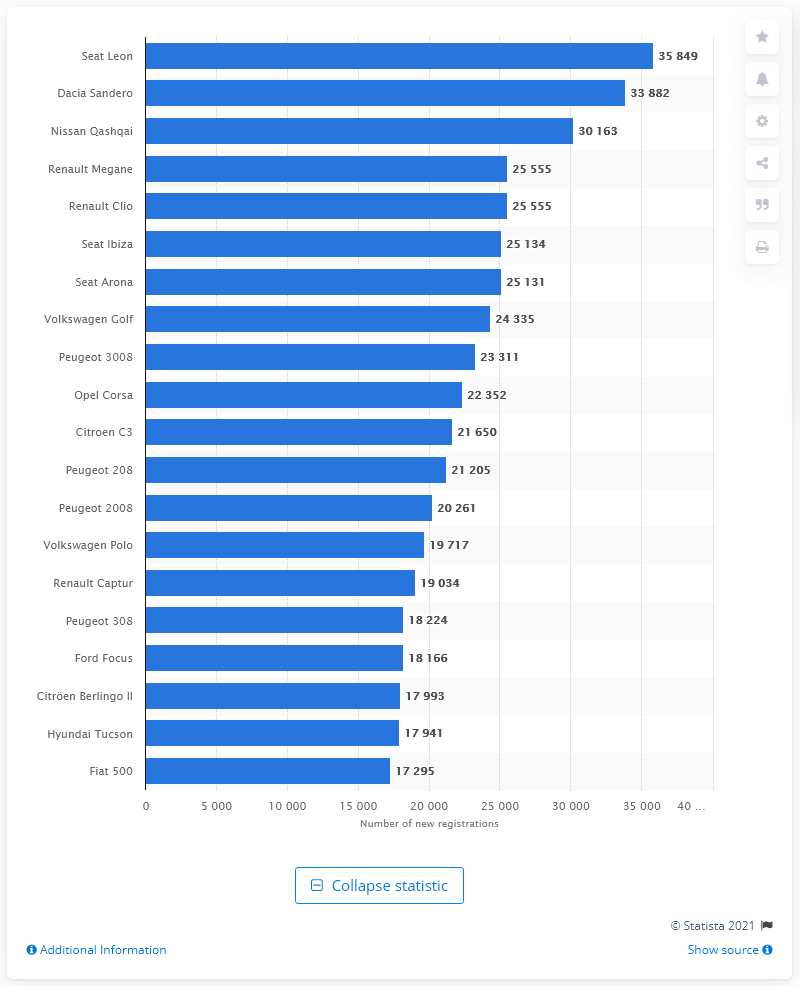 Seat Leon 35 849
Dacia Sandero 33 882
Nissan Qashqai 30 163
Renault Megane 25 555
Renault Clio 25 555
Seat Ibiza 25 134
Seat Arona 25 131
Volkswagen Golf 24 335
Peugeot 3008 23 311
Opel Corsa 22 352
Citroen C3 21 650
Peugeot 208 21 205
Peugeot 2008 20 261
Volkswagen Polo 19 717
Renault Captur 19 034
Peugeot 308 18 224
Ford Focus 18 166
Citröen Berlingo II 17 993
Hyundai Tucson 17 941
Fiat 500 17 295
0 5 000 10 000 15 000 20 000 25 000 30 000 35 000 40 ...
Number of new registrations
Collapse statistic
© Statista 2021
Additional Information Show source